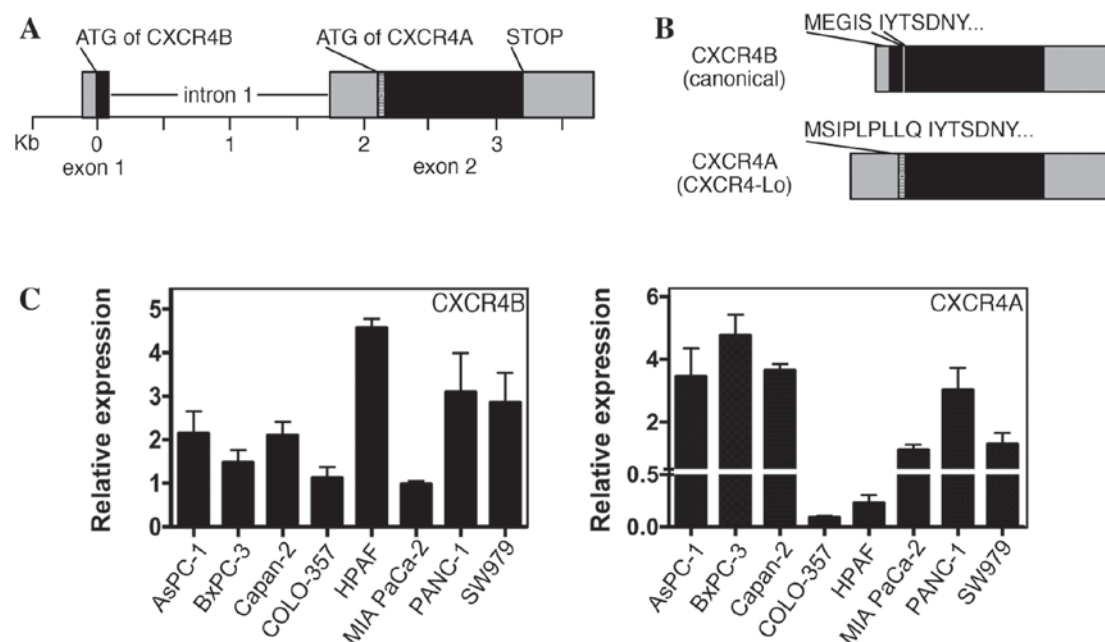 A
ATG of CXCR4B
ATG of CXCR4A
STOP
intron 1
Kb
0
1
2
3
exon 1
exon 2
B
MEGIS IYTSDNY...
CXCR4B
(canonical)
MSIPLPLLQ IYTSDNY...
CXCR4A
(CXCR4-Lo)
C
CXCR4B
Relative expression
5
4
3
2
1
0
AsPC-1
BxPC-3
Capan-2
COLO-357
HPAF
MIA PaCa-2
PANC-1
SW979
CXCR4A
Relative expression
6
4
2
0.5
0.0
AsPC-1
BxPC-3
Capan-2
COLO-357
HPAF
MIA PaCa-2
PANC-1
SW979